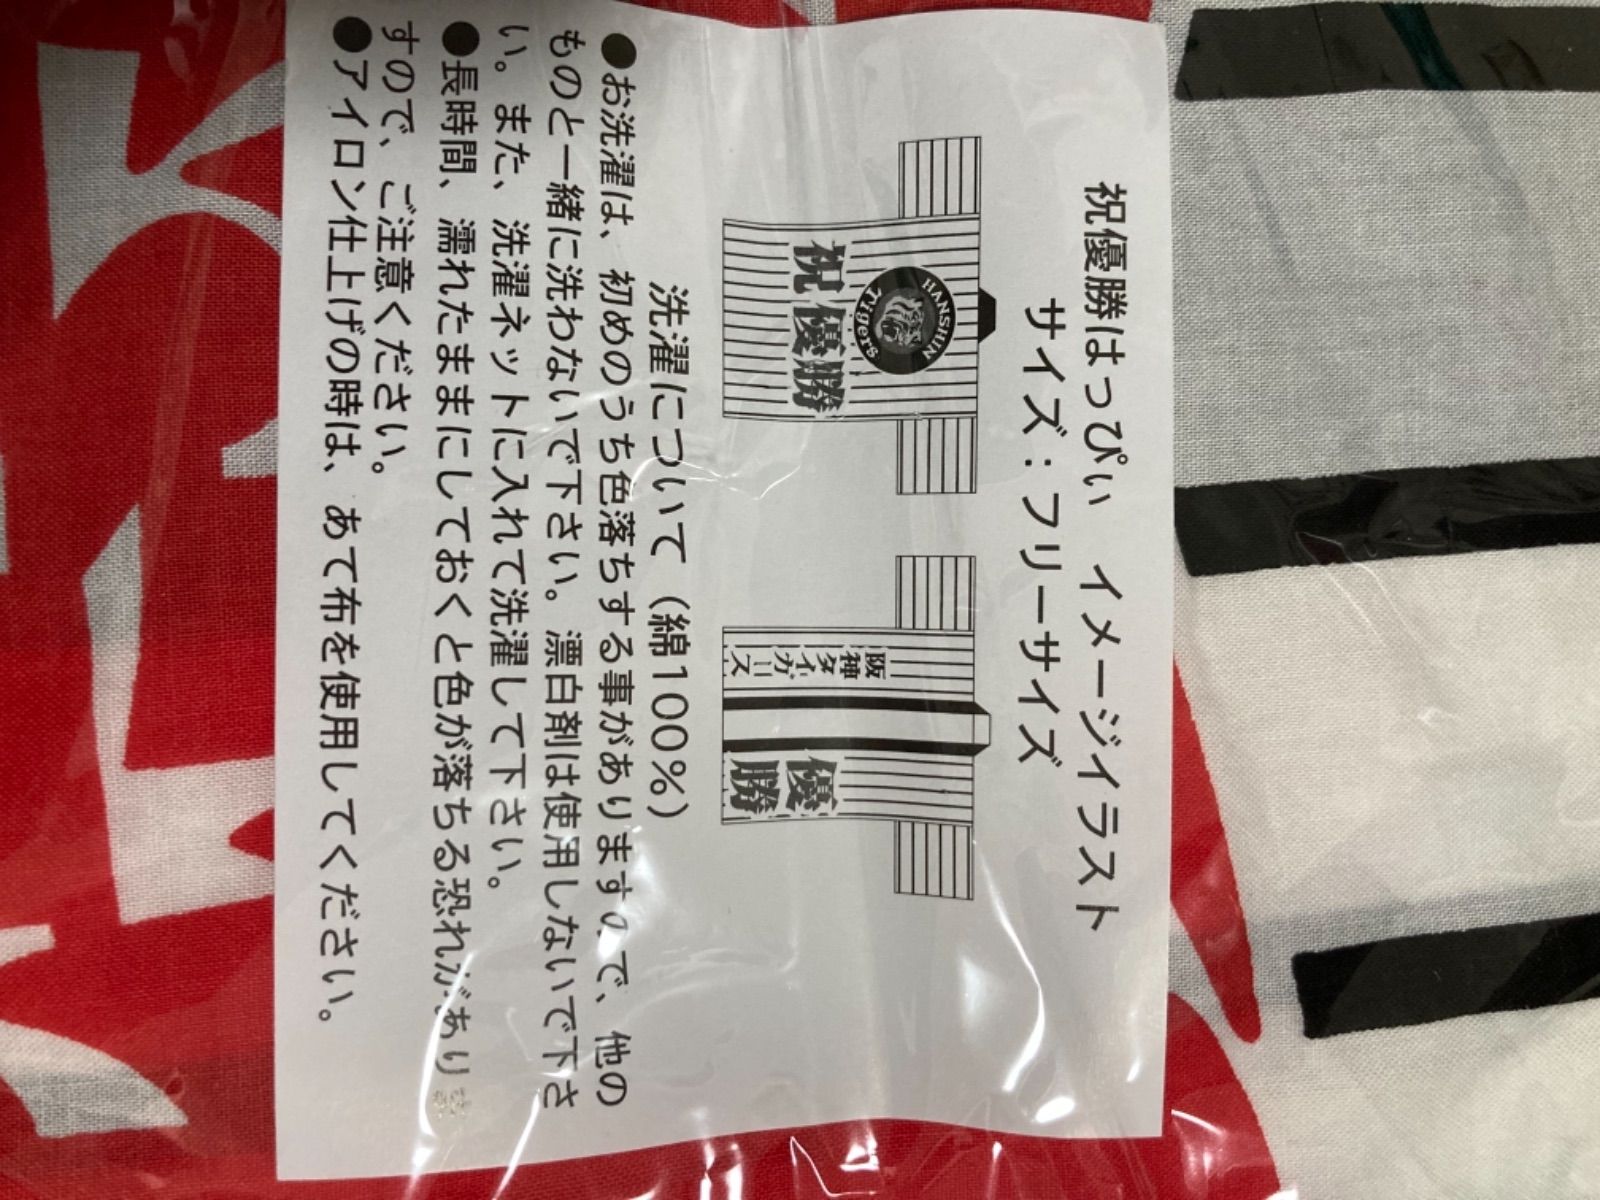 祝優勝はっぴぃ　イメージイラスト
サイズ：フリーサイズ
HANSHIN
Tigers
祝優勝
阪神タイガース
優勝
洗濯について（綿100%）
●お洗濯は、初めのうち色落ちする事がありますので、他の
ものと一緒に洗わないで下さい。漂白剤は使用しないで下さ
い。また、洗濯ネットに入れて洗濯して下さい。
●長時間、濡れたままにしておくと色が落ちる恐れがありま
すので、ご注意ください。
●アイロン仕上げの時は、あて布を使用してください。